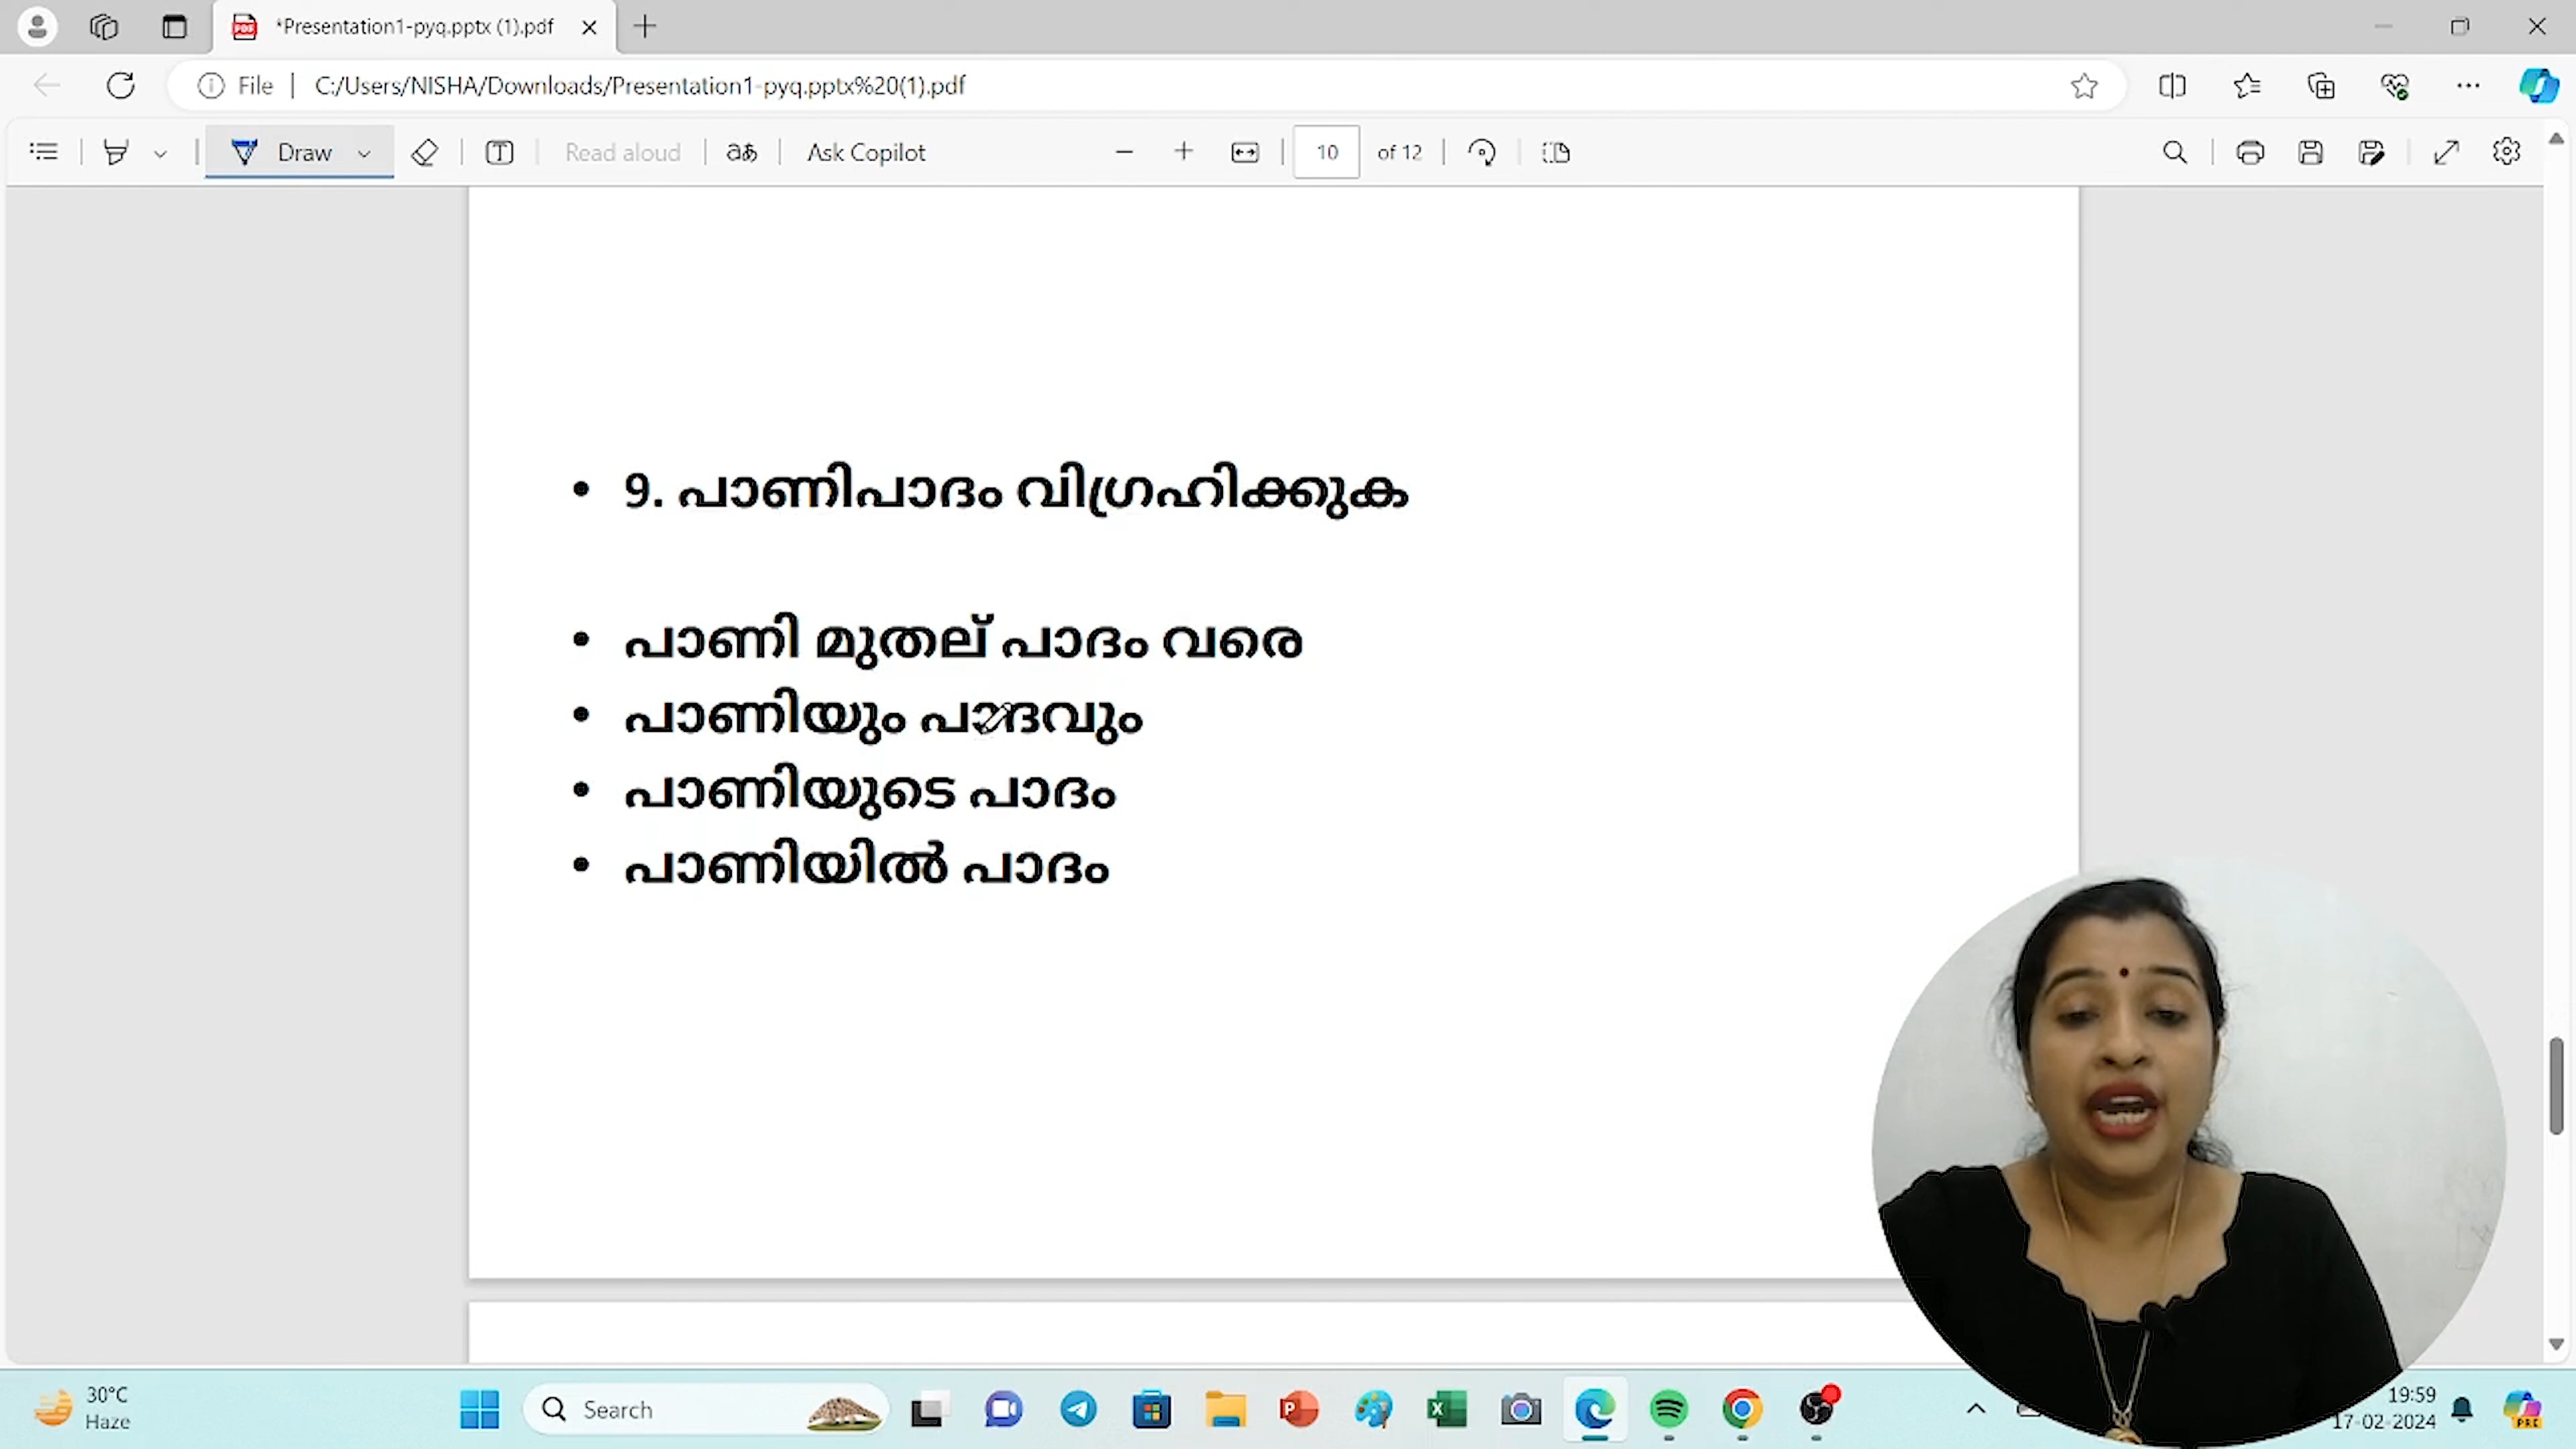 *Presentation1-pyq.pptx (1).pdf
File | C:/Users/NISHA/Downloads/Presentation1-pyq.pptx%20(1).pdf
Draw Read aloud Ask Copilot 10 of 12
• 9. പാണിപാദം വിഗ്രഹിക്കുക
• പാണി മുതല് പാദം വരെ
• പാണിയും പാദവും
• പാണിയുടെ പാദം
• പാണിയിൽ പാദം
30°C
Haze
Search
19:59
17-02-2024